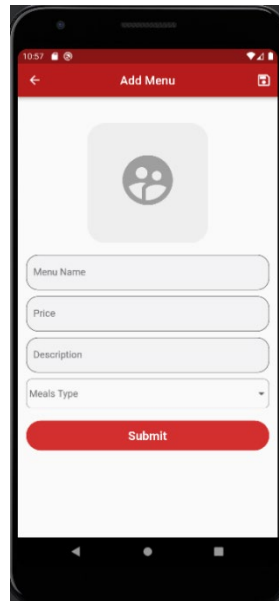 10:57
Add Menu
Menu Name
Price
Description
Meals Type
Submit